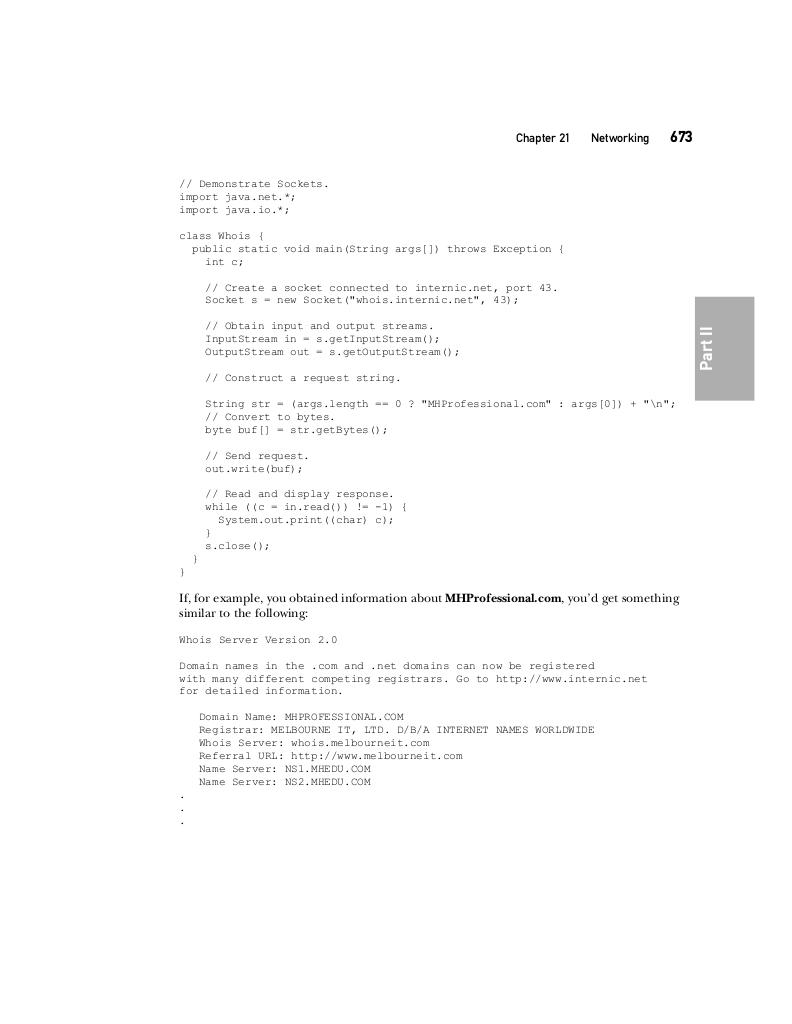 Chapter 21 Networking 673
// Demonstrate Sockets.
import java.net.*;
import java.io.*;
class Whois {
public static void main(String args[]) throws Exception {
int c;
// Create a socket connected to internic.net, port 43.
Socket s = new Socket("whois.internic.net", 43);
// Obtain input and output streams.
InputStream in = s.getInputStream();
OutputStream out = s.getOutputStream();
// Construct a request string.
String str = (args.length == 0 ? "MHProfessional.com" : args[0]) + "\n";
// Convert to bytes.
byte buf[] = str.getBytes();
// Send request.
out.write(buf);
// Read and display response.
while ((c = in.read()) != -1) {
System.out.print((char) c);
}
s.close();
}
}
If, for example, you obtained information about MHProfessional.com, you'd get something
similar to the following:
Whois Server Version 2.0
Domain names in the .com and .net domains can now be registered
with many different competing registrars. Go to http://www.internic.net
for detailed information.
Domain Name: MHPROFESSIONAL.COM
Registrar: MELBOURNE IT, LTD. D/B/A INTERNET NAMES WORLDWIDE
Whois Server: whois.melbourneit.com
Referral URL: http://www.melbourneit.com
Name Server: NS1.MHEDU.COM
Name Server: NS2.MHEDU.COM
.
.
.
Part II